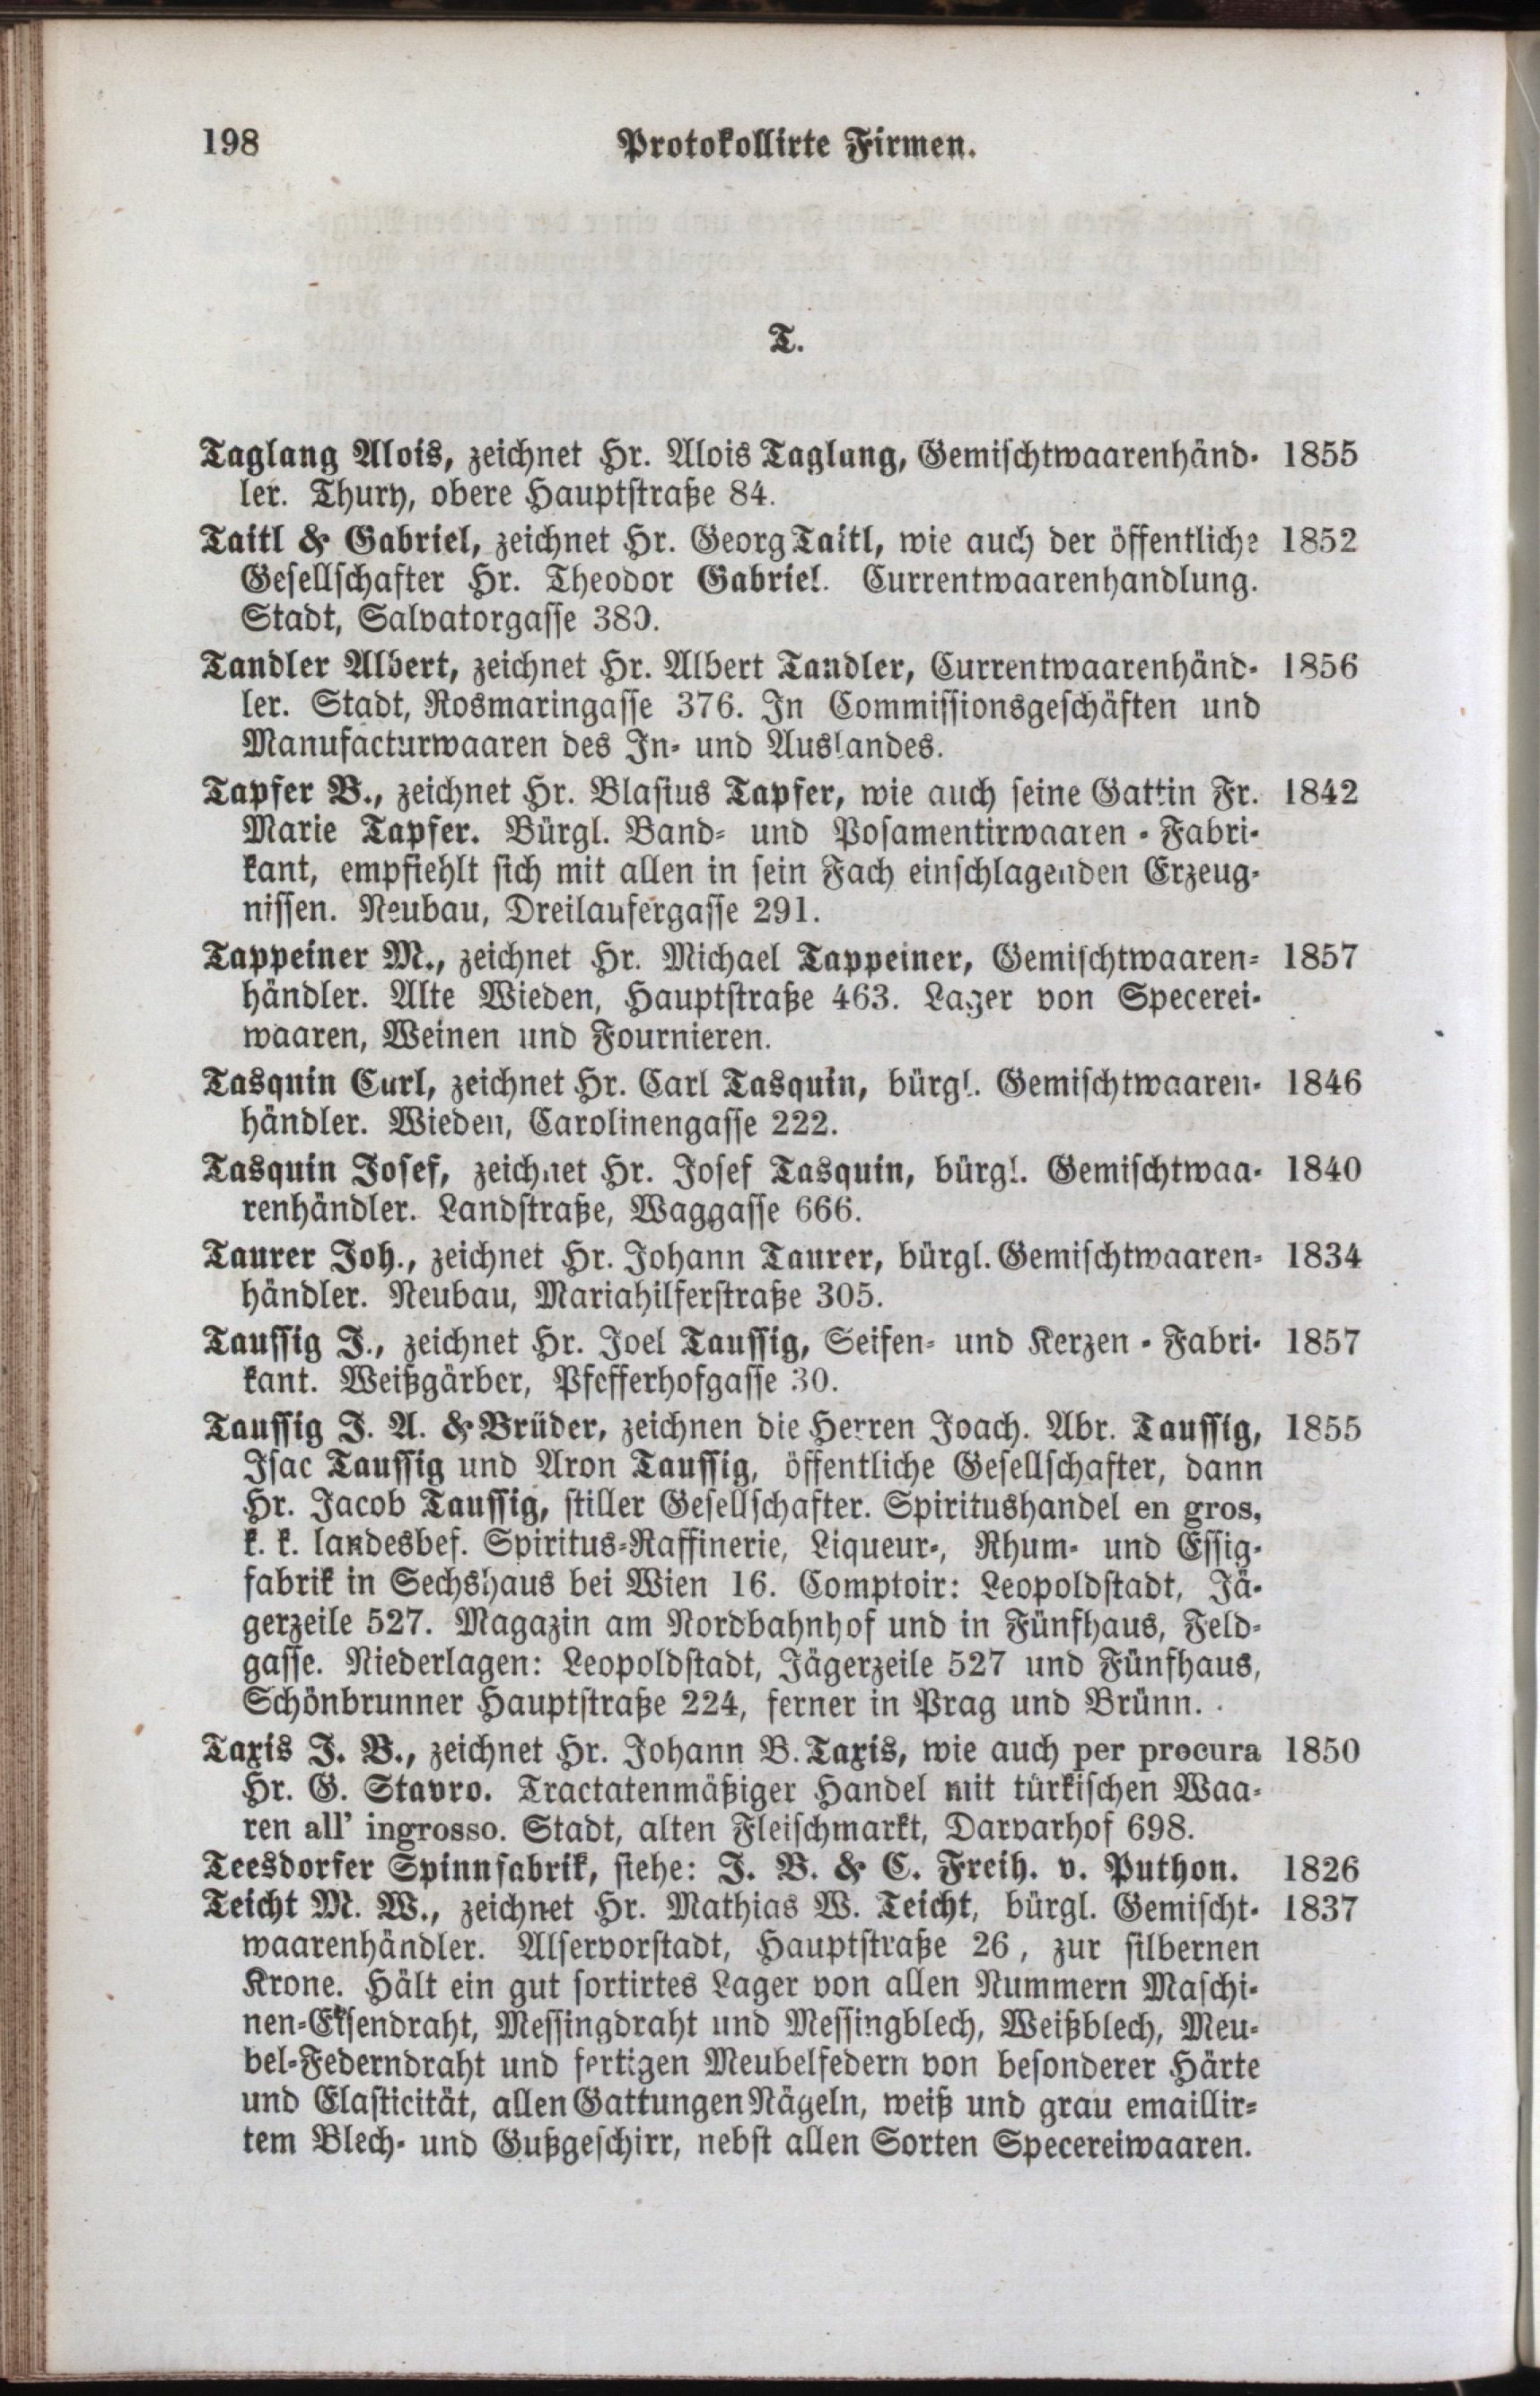 198
Protokollirte Firmen.
T.
Taglang Alois, zeichnet Hr. Alois Taglang, Gemischtwaarenhänd- 1855
ler. Thury, obere Hauptstraße 84.
Taitl & Gabriel, zeichnet Hr. Georg Taitl, wie auch der öffentliche 1852
Gesellschafter Hr. Theodor Gabriel. Currentwaarenhandlung.
Stadt, Salvatorgasse 380.
Tandler Albert, zeichnet Hr. Albert Tandler, Currentwaarenhänd- 1856
ler. Stadt, Rosmaringasse 376. In Commissionsgeschäften und
Manufacturwaaren des In- und Auslandes.
Tapfer B., zeichnet Hr. Blasius Tapfer, wie auch seine Gattin Fr. 1842
Marie Tapfer. Bürgl. Band- und Posamentirwaaren-Fabri-
kant, empfiehlt sich mit allen in sein Fach einschlagenden Erzeug-
nissen. Neubau, Dreilaufergasse 291.
Tappeiner M., zeichnet Hr. Michael Tappeiner, Gemischtwaaren- 1857
händler. Alte Wieden, Hauptstraße 463. Lager von Specerei-
waaren, Weinen und Fournieren.
Tasquin Carl, zeichnet Hr. Carl Tasquin, bürgl. Gemischtwaaren- 1846
händler. Wieden, Carolinengasse 222.
Tasquin Josef, zeichnet Hr. Josef Tasquin, bürgl. Gemischtwaa- 1840
renhändler. Landstraße, Waggasse 666.
Taurer Joh., zeichnet Hr. Johann Taurer, bürgl. Gemischtwaaren- 1834
händler. Neubau, Mariahilferstraße 305.
Taussig J., zeichnet Hr. Joel Taussig, Seifen- und Kerzen-Fabri- 1857
kant. Weißgärber, Pfefferhofgasse 30.
Taussig J. A. & Brüder, zeichnen die Herren Joach. Abr. Taussig, 1855
Isac Taussig und Aron Taussig, öffentliche Gesellschafter, dann
Hr. Jacob Taussig, stiller Gesellschafter. Spiritushandel en gros,
k. k. landesbef. Spiritus-Raffinerie, Liqueur-, Rhum- und Essig-
fabrik in Sechshaus bei Wien 16. Comptoir: Leopoldstadt, Jä-
gerzeile 527. Magazin am Nordbahnhof und in Fünfhaus, Feld-
gasse. Niederlagen: Leopoldstadt, Jägerzeile 527 und Fünfhaus,
Schönbrunner Hauptstraße 224, ferner in Prag und Brünn.
Taxis J. B., zeichnet Hr. Johann B. Taxis, wie auch per procura 1850
Hr. G. Stavro. Tractatenmäßiger Handel mit türkischen Waa-
ren all' ingrosso. Stadt, alten Fleischmarkt, Darvarhof 698.
Teesdorfer Spinnfabrik, siehe: J. B. & C. Freih. v. Puthon. 1826
Teicht M. W., zeichnet Hr. Mathias W. Teicht, bürgl. Gemischt- 1837
waarenhändler. Alservorstadt, Hauptstraße 26, zur silbernen
Krone. Hält ein gut sortirtes Lager von allen Nummern Maschi-
nen-Eisendraht, Messingdraht und Messingblech, Weißblech, Meu-
bel-Federndraht und fertigen Meubelfedern von besonderer Härte
und Elasticität, allen Gattungen Nägeln, weiß und grau emaillir-
tem Blech- und Gußgeschirr, nebst allen Sorten Specereiwaaren.